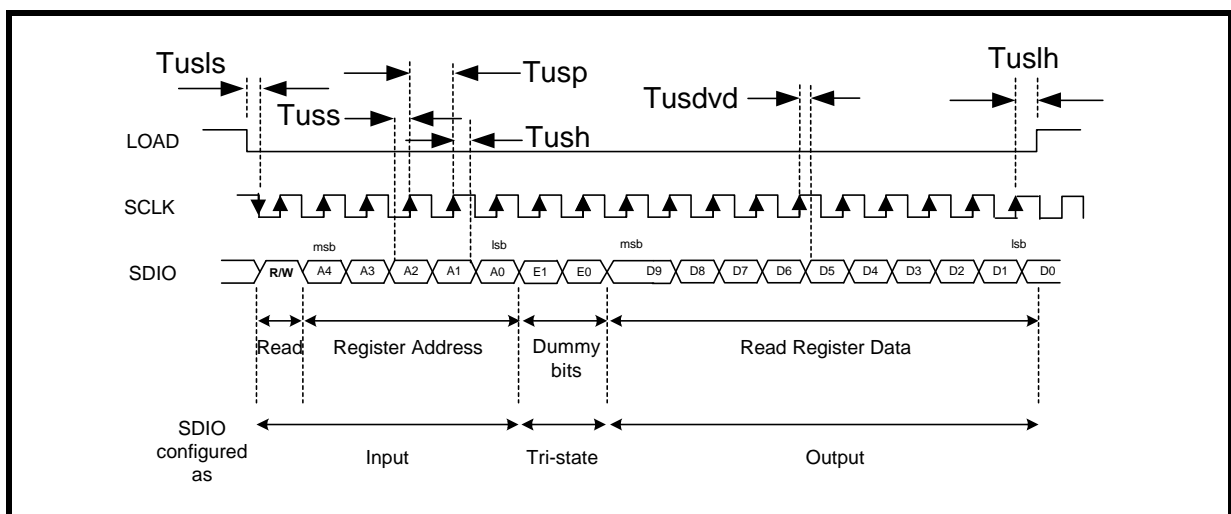 Tusls
Tusp
Tuslh
Tusdvd
Tuss
Tush
LOAD
SCLK
msb
lsb
msb
lsb
SDIO
R/W
A4
A3
A2
A1
A0
E1
E0
D9
D8
D7
D6
D5
D4
D3
D2
D1
D0
Read
Register Address
Dummy
bits
Read Register Data
SDIO
configured
as
Input
Tri-state
Output